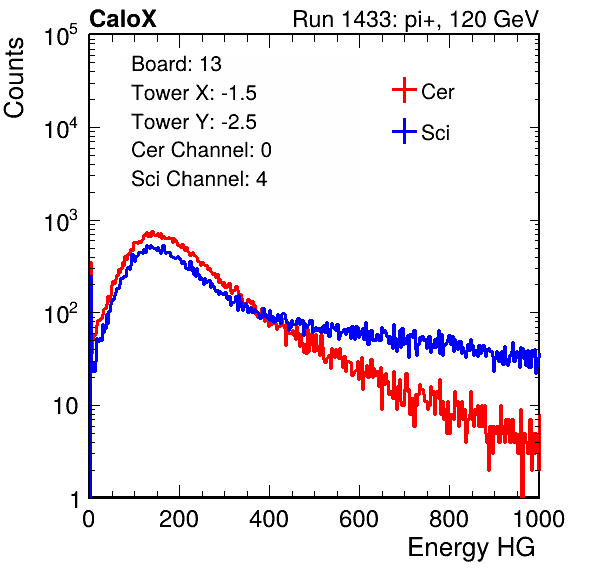 CaloX Run 1433: pi+, 120 GeV
Counts
Board: 13
Tower X: -1.5
Tower Y: -2.5
Cer Channel: 0
Sci Channel: 4
Cer
Sci
10^5
10^4
10^3
10^2
10
1
0 200 400 600 800 1000
Energy HG